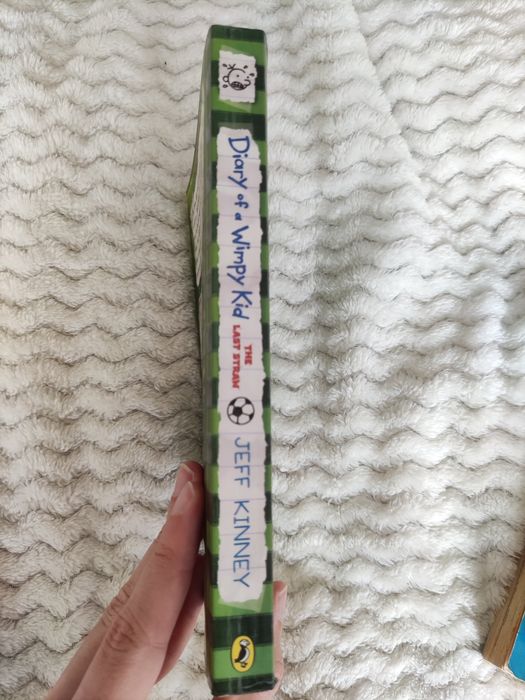 Diary of a Wimpy Kid
THE
LAST STRAW
JEFF KINNEY